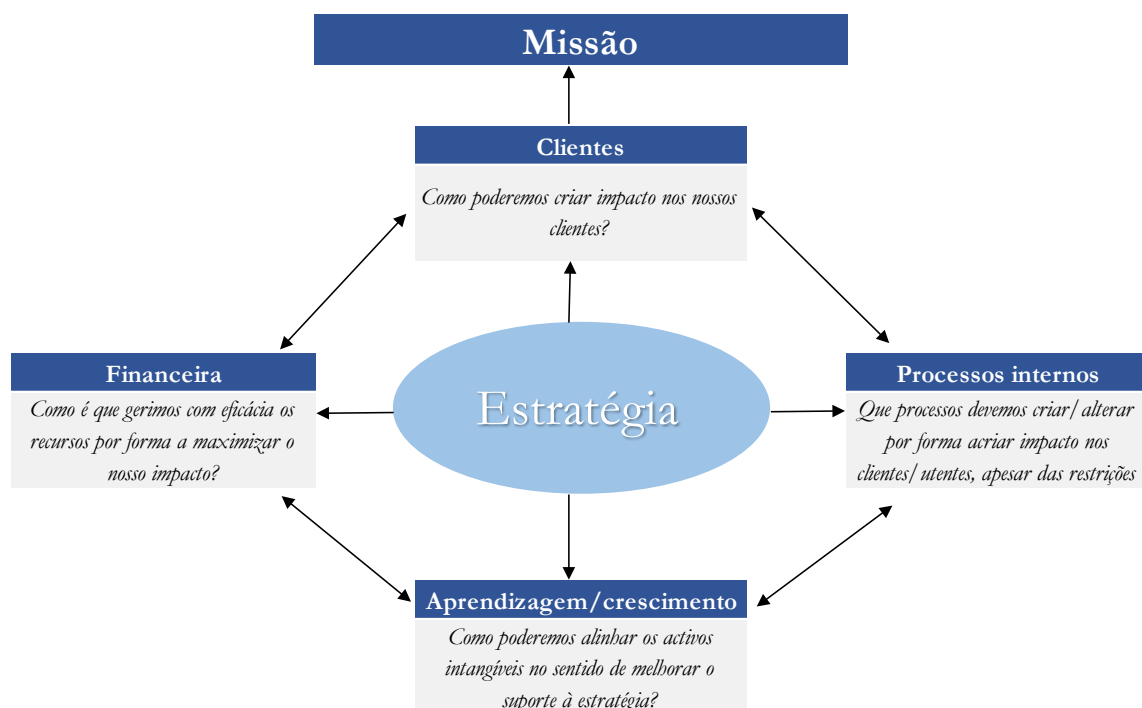 Missão
Clientes
Como poderemos criar impacto nos nossos
clientes?
Financeira
Como é que gerimos com eficácia os
recursos por forma a maximizar o
nosso impacto?
Estratégia
Processos internos
Que processos devemos criar/alterar
por forma acriar impacto nos
clientes/utentes, apesar das restrições
Aprendizagem/crescimento
Como poderemos alinhar os activos
intangíveis no sentido de melhorar o
suporte à estratégia?